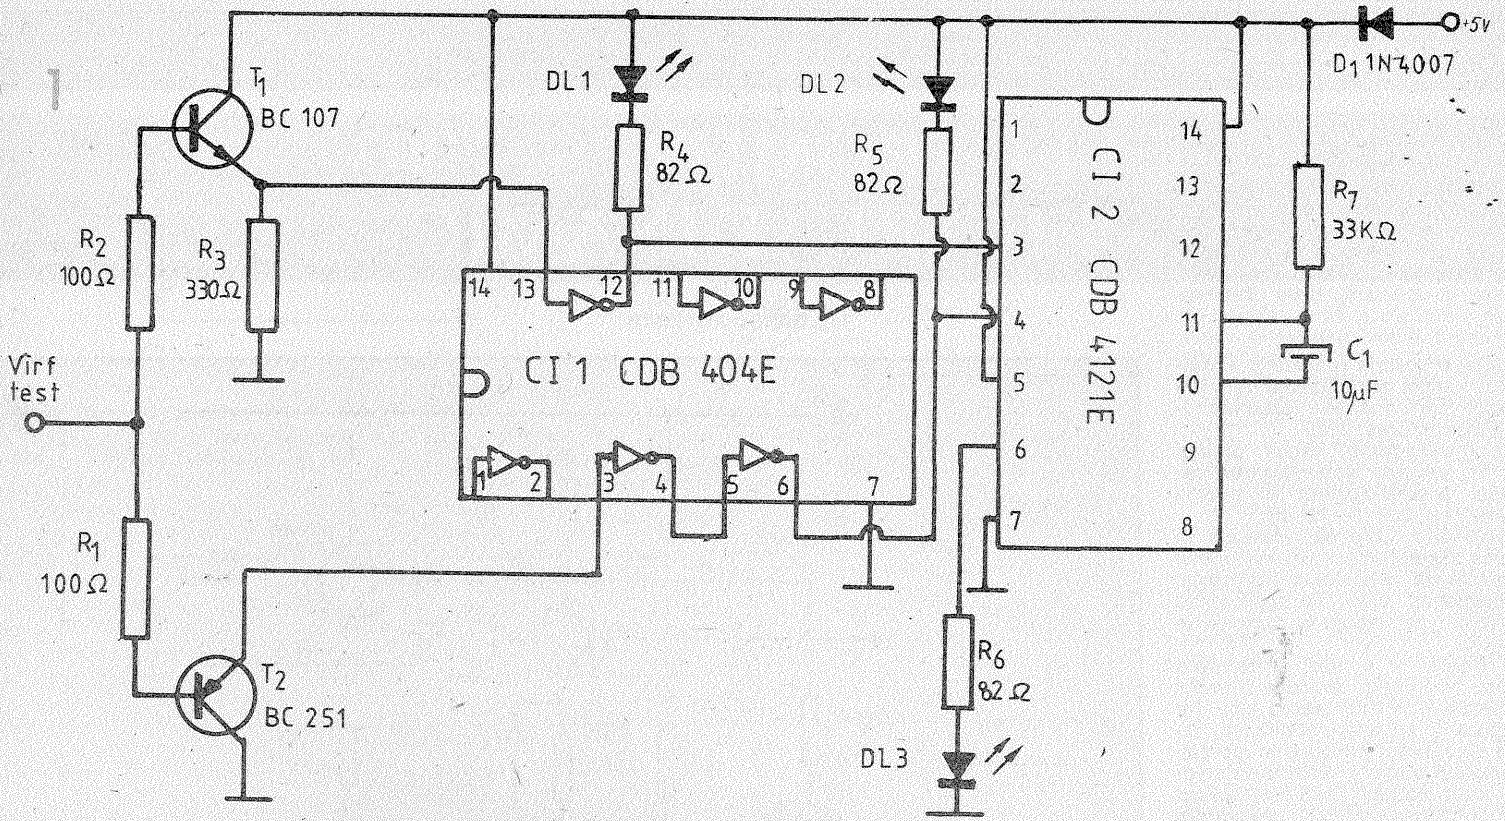 +5V
D1 1N4007
T1
BC 107
DL1
R4
82Ω
DL2
R5
82Ω
R2
100Ω
R3
330Ω
R7
33KΩ
C1
10µF
14 13 12 11 10 9 8
CI 1 CDB 404E
1 2 3 4 5 6 7
1 14
2 13
3 12
4 11
5 10
6 9
7 8
CI 2 CDB 4121E
Vîrf
test
R1
100Ω
T2
BC 251
R6
82Ω
DL3